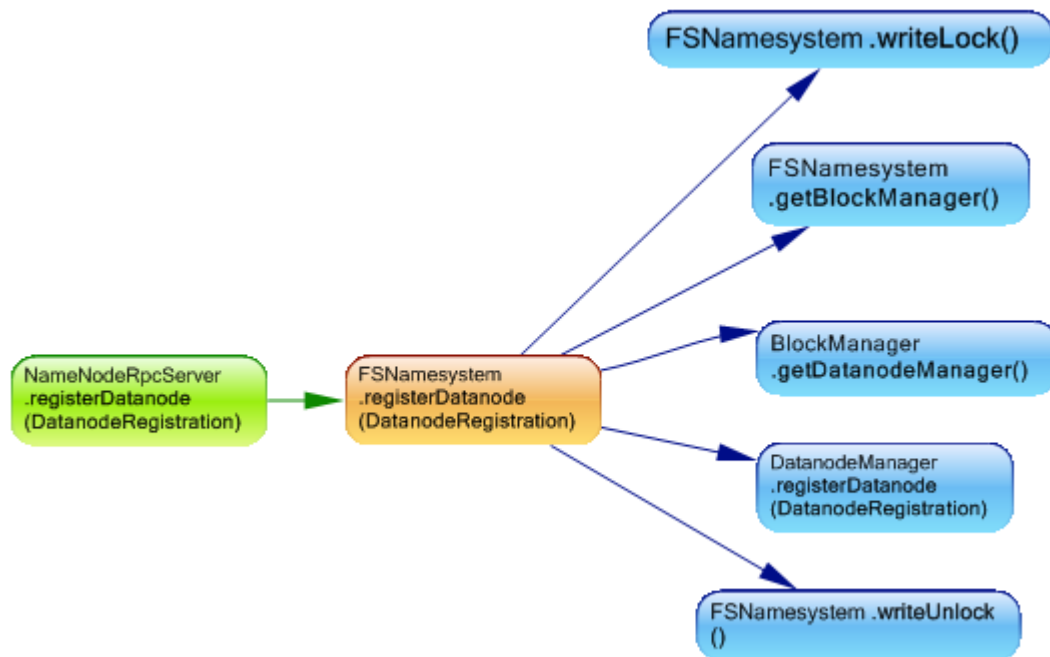 FSNamesystem .writeLock()
FSNamesystem
.getBlockManager()
BlockManager
.getDatanodeManager()
NameNodeRpcServer
.registerDatanode
(DatanodeRegistration)
FSNamesystem
.registerDatanode
(DatanodeRegistration)
DatanodeManager
.registerDatanode
(DatanodeRegistration)
FSNamesystem .writeUnlock
()